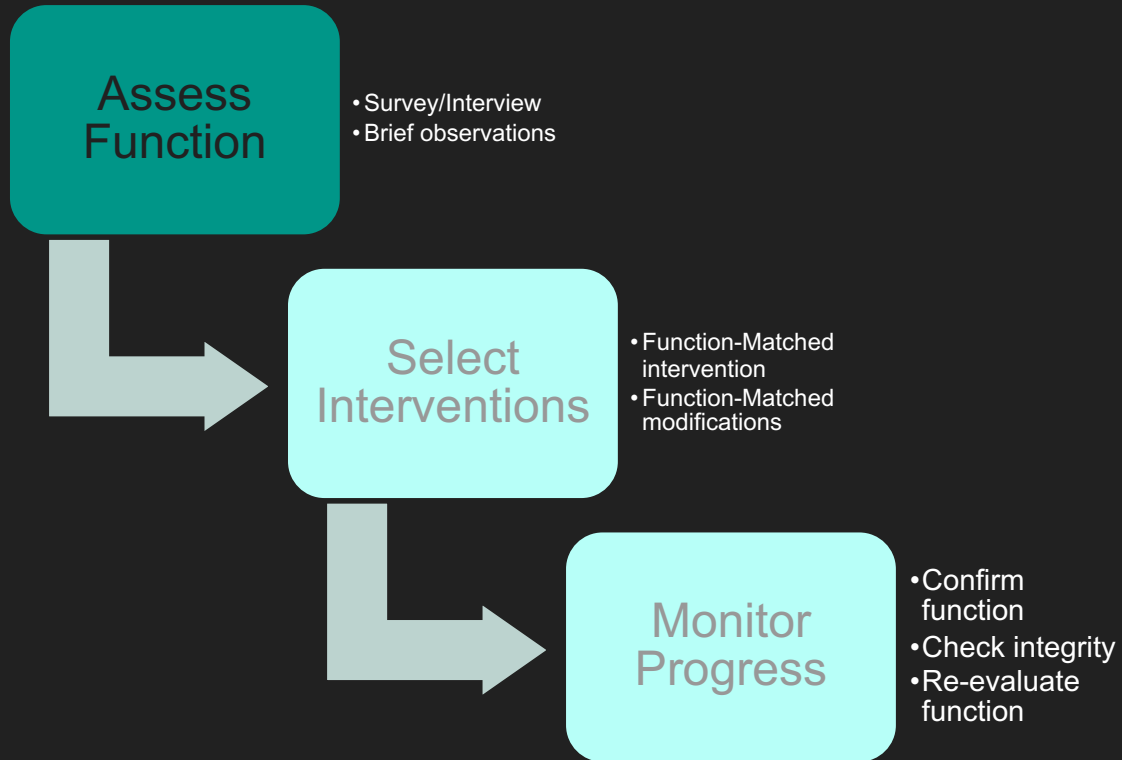 Assess
Function
• Survey/Interview
• Brief observations
Select
Interventions
• Function-Matched
intervention
• Function-Matched
modifications
Monitor
Progress
• Confirm
function
• Check integrity
• Re-evaluate
function